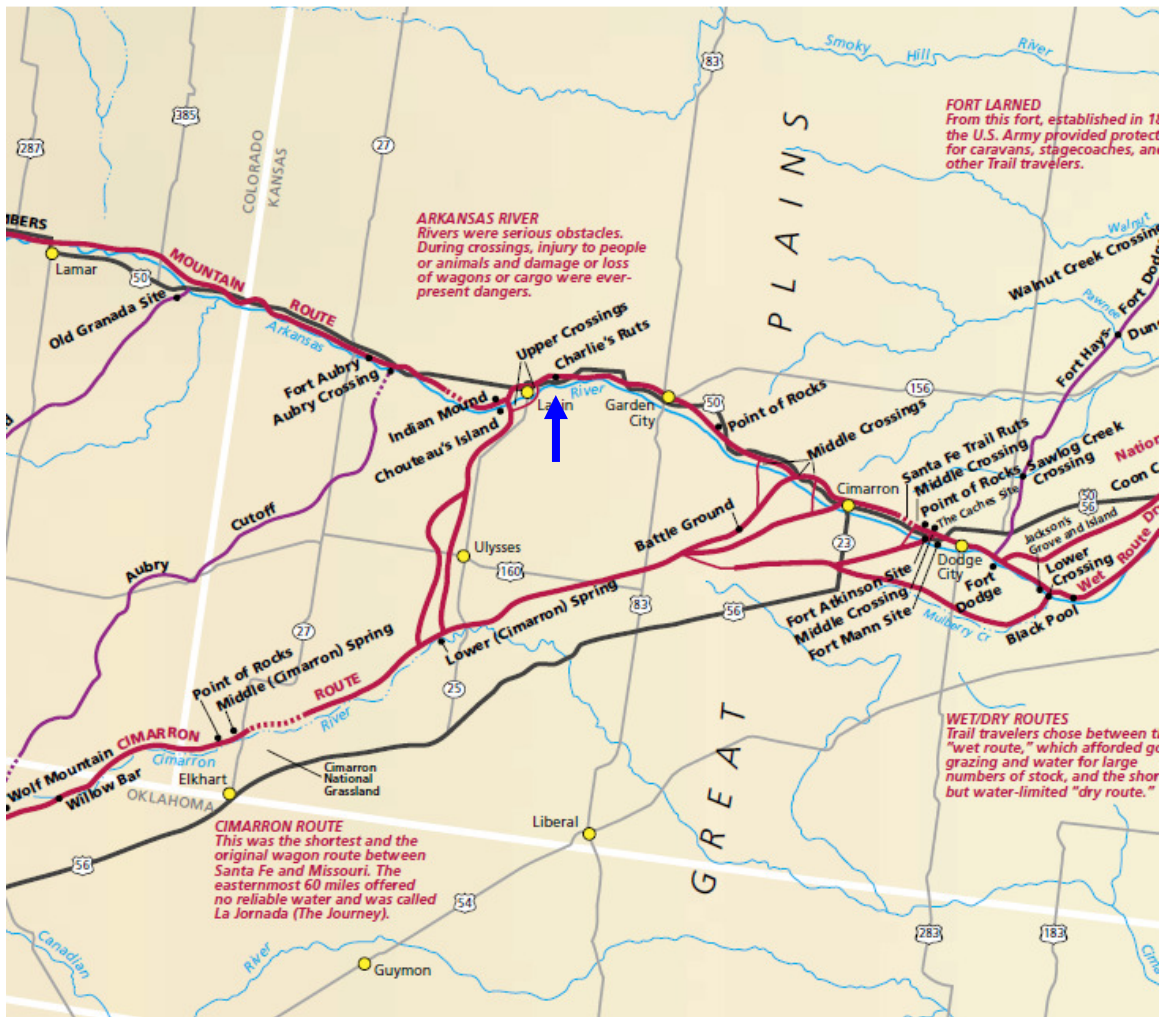 Smoky Hill River
83
385
287
27
COLORADO
KANSAS
PLAINS
FORT LARNED
From this fort, established in 18
the U.S. Army provided protect
for caravans, stagecoaches, and
other Trail travelers.
ARKANSAS RIVER
Rivers were serious obstacles.
During crossings, injury to people
or animals and damage or loss
of wagons or cargo were ever-
present dangers.
Walnut
Walnut Creek Crossing
MBERS
Lamar
50
MOUNTAIN ROUTE
Old Granada Site
Arkansas
River
Fort Aubry
Aubry Crossing
Upper Crossings
Charlie's Ruts
Indian Mound
Chouteau's Island
Garden
City
50
156
Point of Rocks
Middle Crossings
Pawnee
Fort Hays-Fort Dodge
Dun
Santa Fe Trail Ruts
Middle Crossing
Point of Rocks
The Caches Site
Sawlog Creek
Crossing
Nation
Coon C
50
56
Cimarron
Battle Ground
23
Jackson's
Grove and Island
Lower
Crossing
Wet Route
Dr
Dodge
City
Fort
Dodge
Fort Atkinson Site
Middle Crossing
Fort Mann Site
Mulberry Cr
Black Pool
Cutoff
Aubry
Ulysses
160
83
56
27
Lower (Cimarron) Spring
Point of Rocks
Middle (Cimarron) Spring
25
CIMARRON ROUTE
River
Cimarron
Wolf Mountain
Willow Bar
Elkhart
OKLAHOMA
Cimarron
National
Grassland
GREAT
WET/DRY ROUTES
Trail travelers chose between th
"wet route," which afforded go
grazing and water for large
numbers of stock, and the shor
but water-limited "dry route."
CIMARRON ROUTE
This was the shortest and the
original wagon route between
Santa Fe and Missouri. The
easternmost 60 miles offered
no reliable water and was called
La Jornada (The Journey).
Liberal
56
54
283
183
Canadian
River
Guymon
Cima